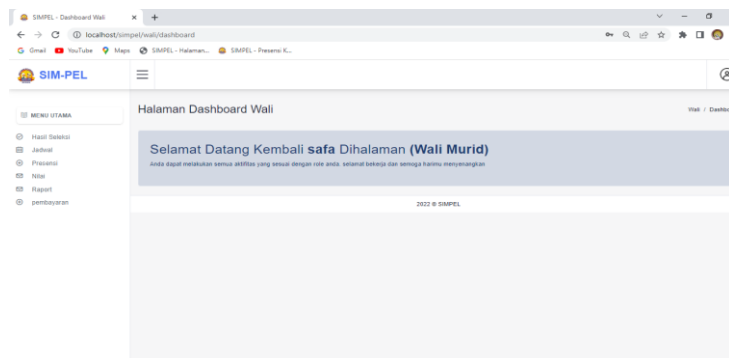 SIMPEL - Dashboard Wali
localhost/simpel/wali/dashboard
Gmail YouTube Maps SIMPEL - Halaman... SIMPEL - Presensi K...
SIM-PEL
Halaman Dashboard Wali
Wali / Dashbo
MENU UTAMA
Hasil Seleksi
Jadwal
Presensi
Nilai
Raport
pembayaran
Selamat Datang Kembali safa Dihalaman (Wali Murid)
Anda dapat melakukan semua aktifitas yang sesuai dengan role anda. selamat bekerja dan semoga harimu menyenangkan
2022 © SIMPEL